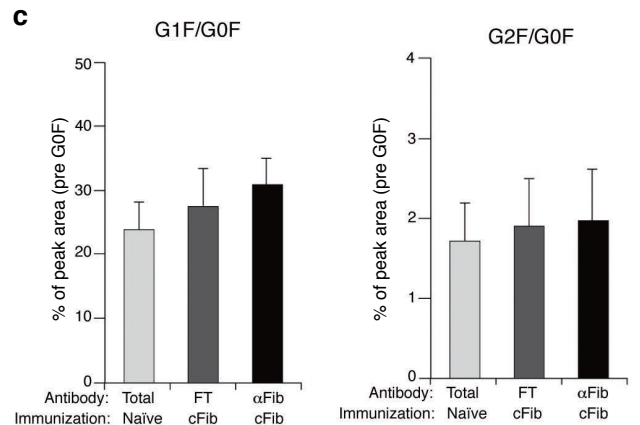 c
G1F/G0F
% of peak area (pre G0F)
50
40
30
20
10
0
Antibody: Total FT αFib
Immunization: Naïve cFib cFib
G2F/G0F
% of peak area (pre G0F)
4
3
2
1
0
Antibody: Total FT αFib
Immunization: Naïve cFib cFib